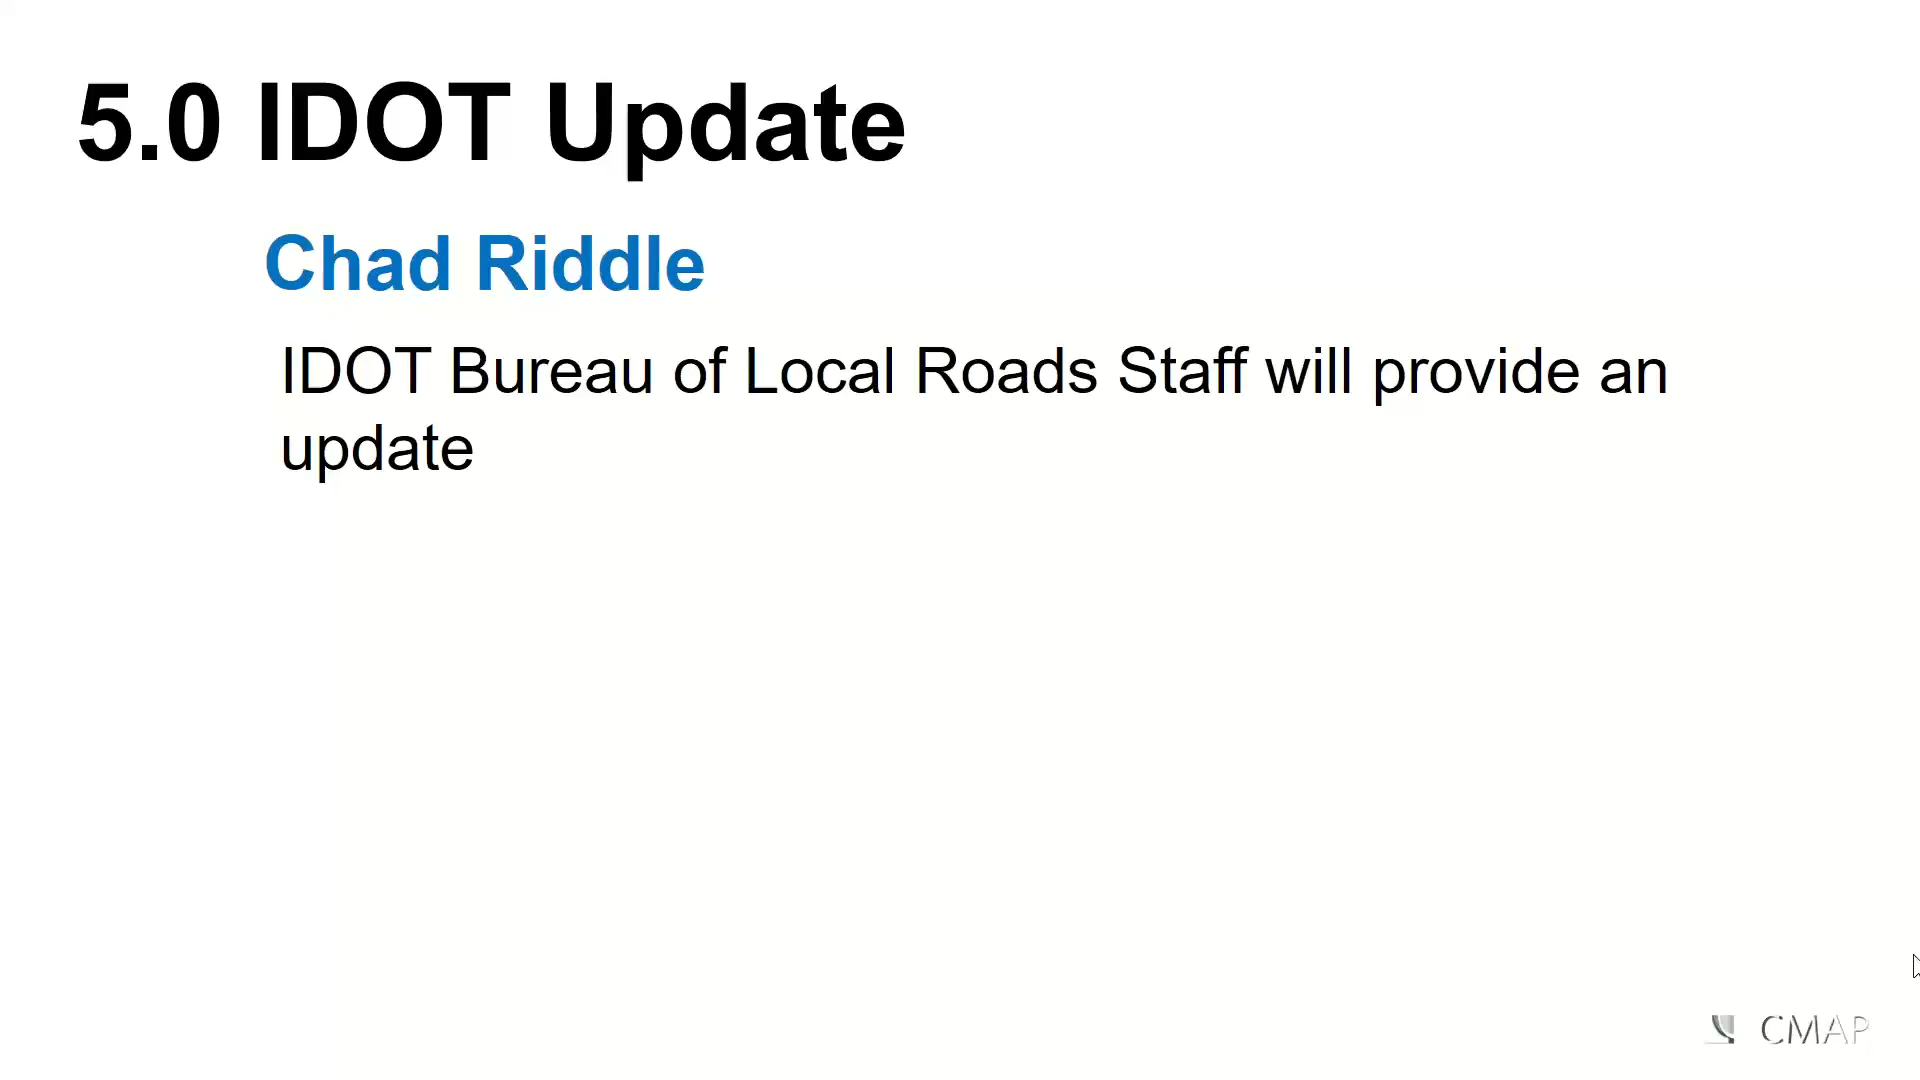 5.0 IDOT Update
Chad Riddle
IDOT Bureau of Local Roads Staff will provide an
update
CMAP